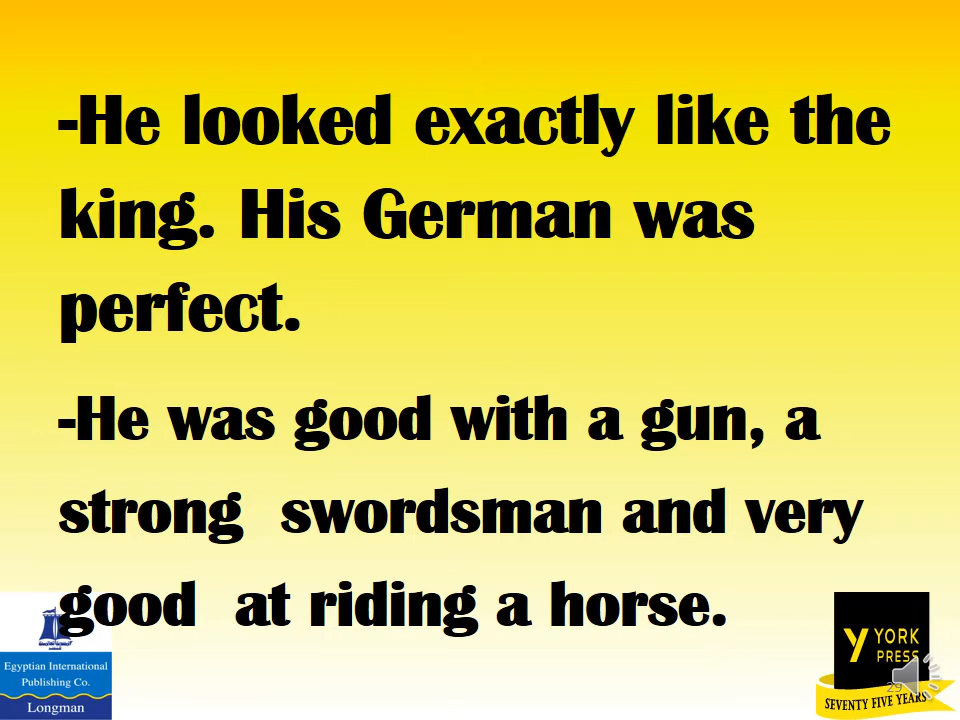 -He looked exactly like the
king. His German was
perfect.
-He was good with a gun, a
strong swordsman and very
good at riding a horse.
Egyptian International
Publishing Co.
Longman
YORK
PRESS
29
SEVENTY FIVE YEARS